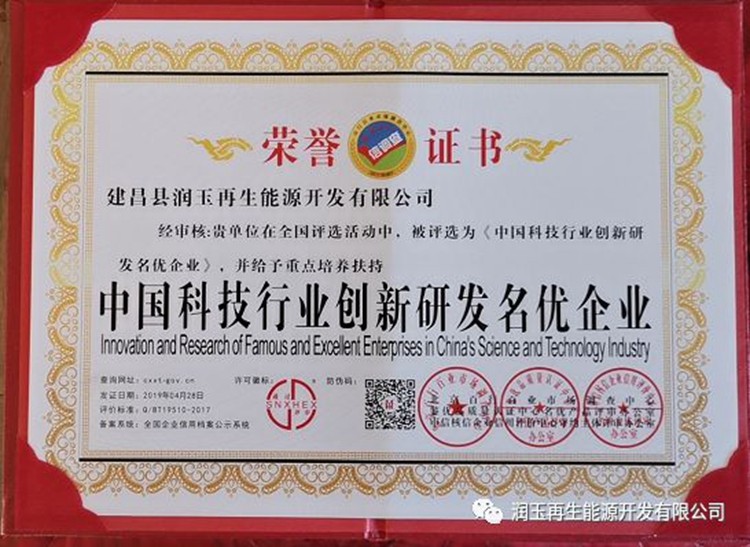 荣誉 信调查 证书
建昌县润玉再生能源开发有限公司
经审核:贵单位在全国评选活动中，被评选为《中国科技行业创新研
发名优企业》，并给予重点培养扶持
中国科技行业创新研发名优企业
Innovation and Research of Famous and Excellent Enterprises in China's Science and Technology Industry
查询网址：cxxt-gov.cn 许可徽标： 防伪码：
发证日期：2019年04月28日
评价标准：Q/BT19510-2017
备案系统：全国企业信用档案公示系统
SNXHEX
润玉再生能源开发有限公司